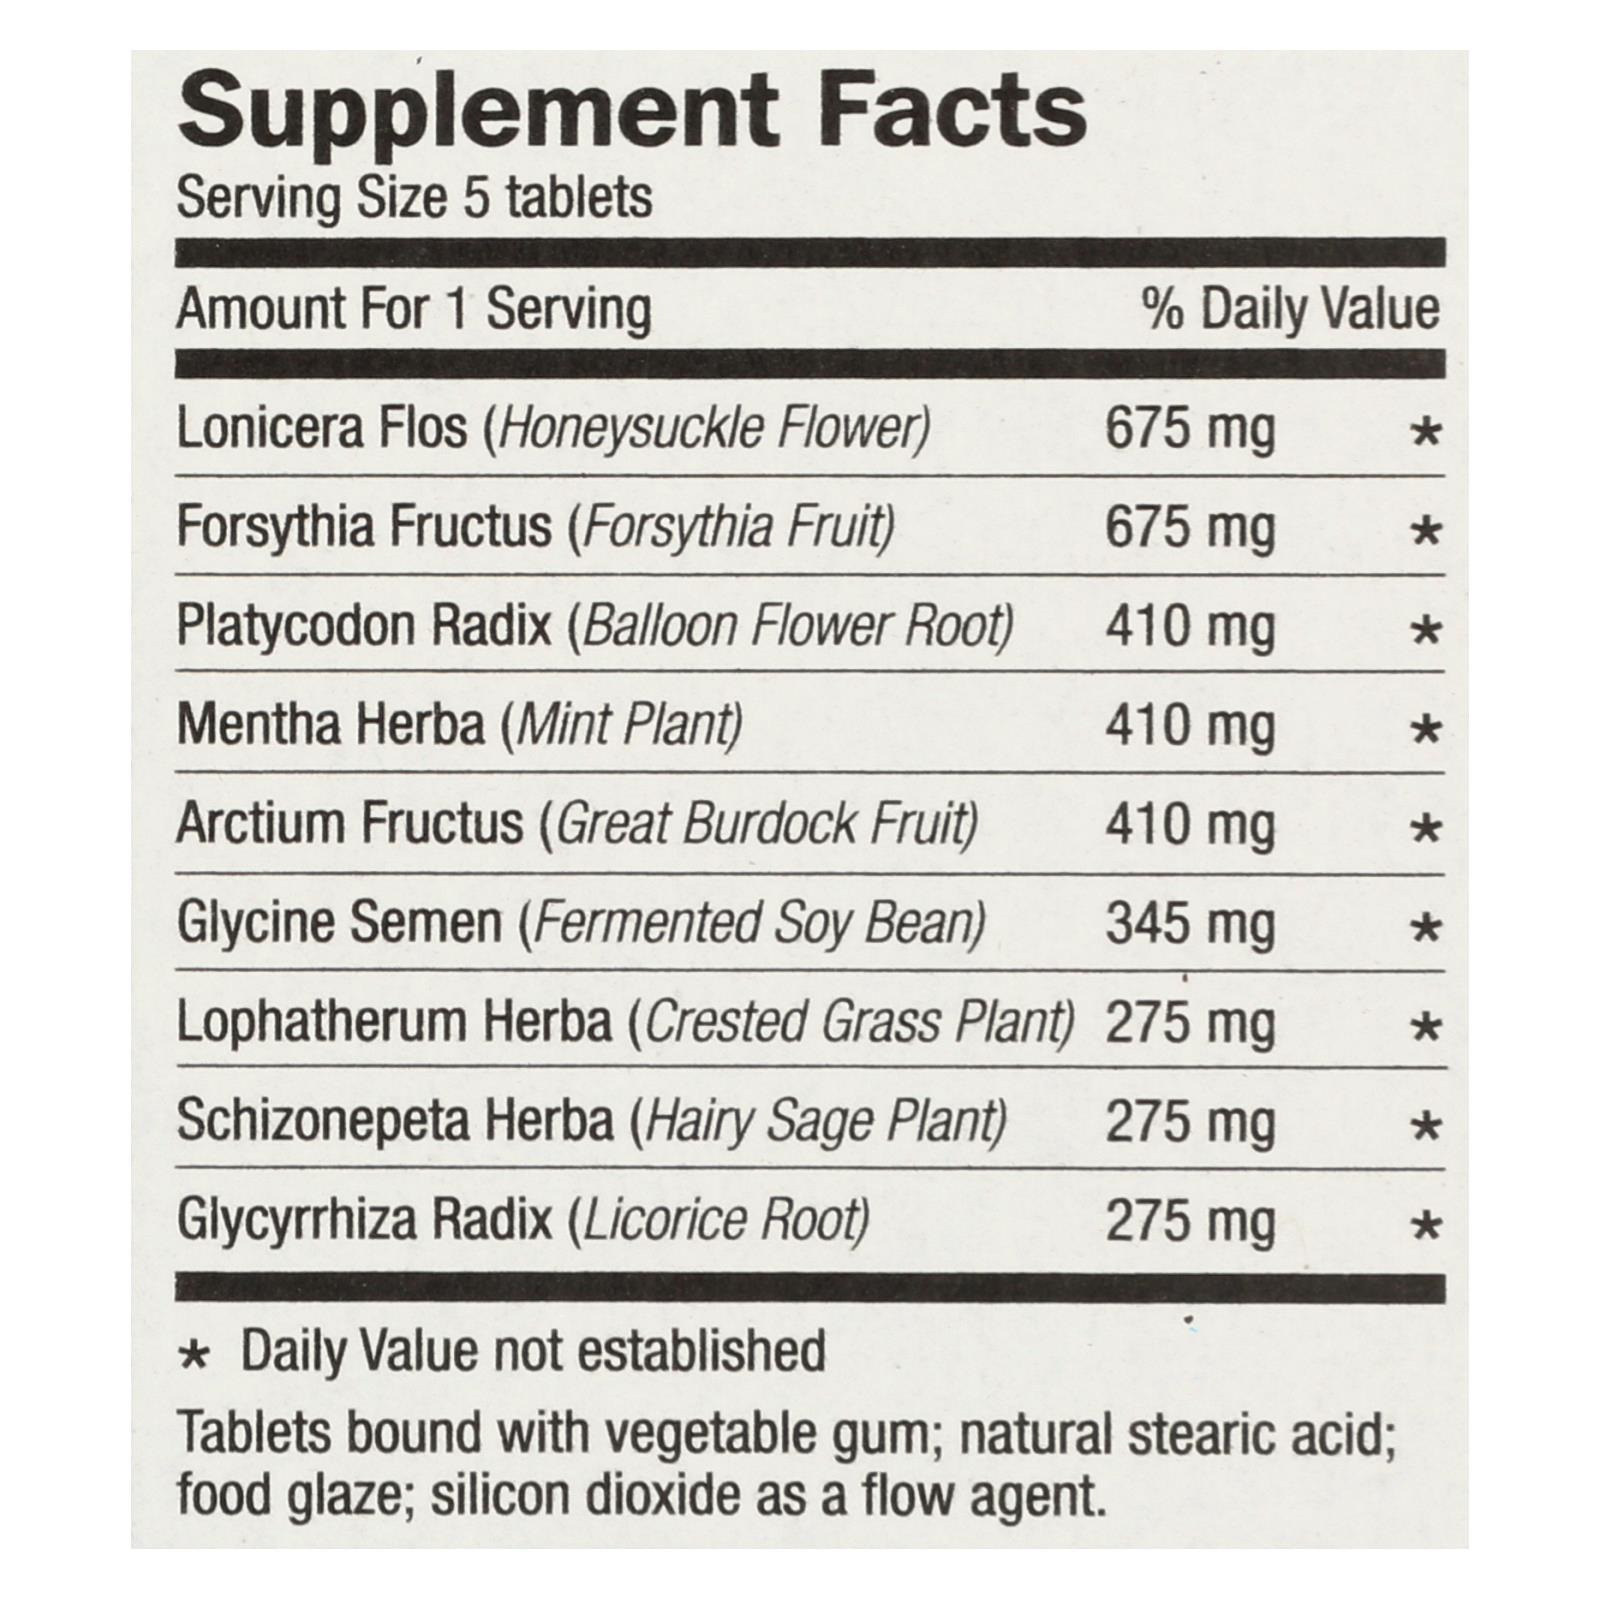 Supplement Facts
Serving Size 5 tablets
Amount For 1 Serving % Daily Value
Lonicera Flos (Honeysuckle Flower) 675 mg *
Forsythia Fructus (Forsythia Fruit) 675 mg *
Platycodon Radix (Balloon Flower Root) 410 mg *
Mentha Herba (Mint Plant) 410 mg *
Arctium Fructus (Great Burdock Fruit) 410 mg *
Glycine Semen (Fermented Soy Bean) 345 mg *
Lophatherum Herba (Crested Grass Plant) 275 mg *
Schizonepeta Herba (Hairy Sage Plant) 275 mg *
Glycyrrhiza Radix (Licorice Root) 275 mg *
* Daily Value not established
Tablets bound with vegetable gum; natural stearic acid;
food glaze; silicon dioxide as a flow agent.